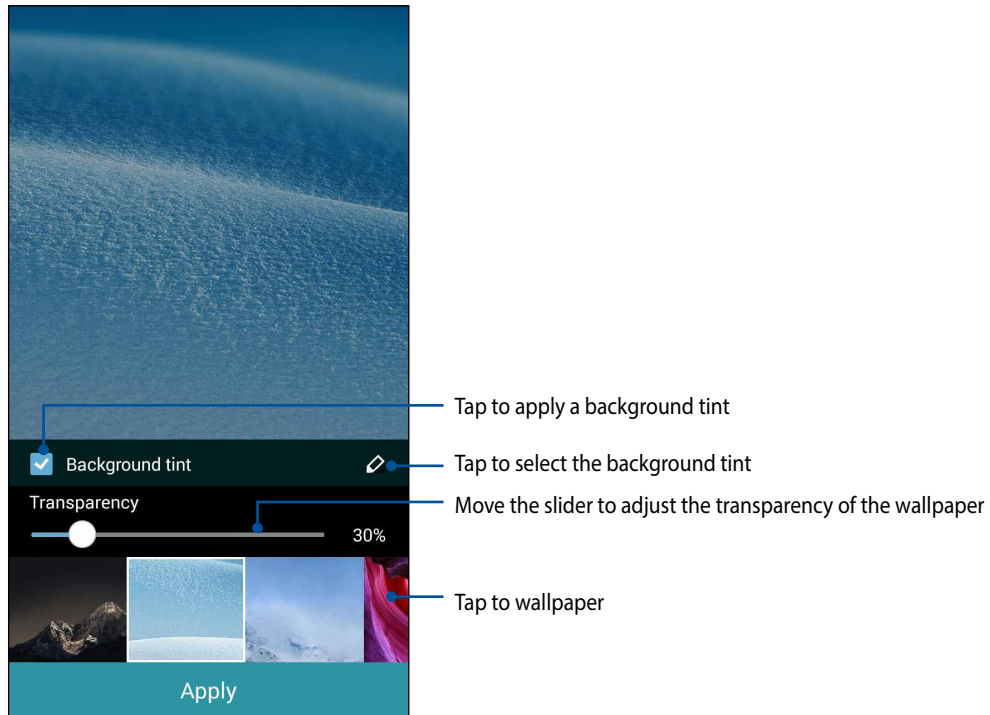 Tap to apply a background tint
Background tint
Tap to select the background tint
Transparency
Move the slider to adjust the transparency of the wallpaper
30%
Tap to wallpaper
Apply